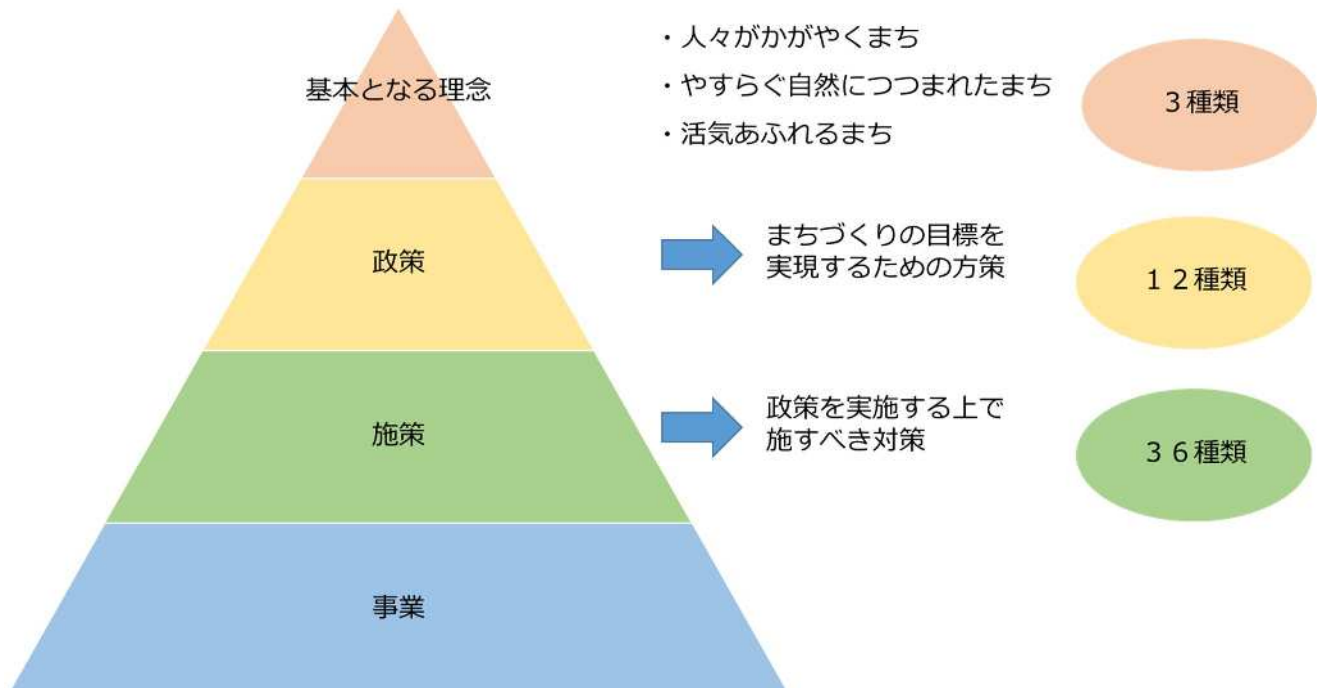 基本となる理念
・人々がかがやくまち
・やすらぐ自然につつまれたまち
・活気あふれるまち
３種類
政策
まちづくりの目標を
実現するための方策
１２種類
施策
政策を実施する上で
施すべき対策
３６種類
事業